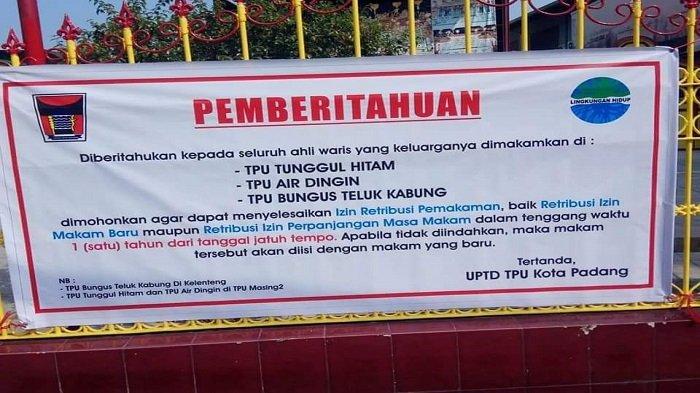 PEMBERITAHUAN
LINGKUNGAN HIDUP
Diberitahukan kepada seluruh ahli waris yang keluarganya dimakamkan di :
- TPU TUNGGUL HITAM
- TPU AIR DINGIN
- TPU BUNGUS TELUK KABUNG
dimohonkan agar dapat menyelesaikan Izin Retribusi Pemakaman, baik Retribusi Izin
Makam Baru maupun Retribusi Izin Perpanjangan Masa Makam dalam tenggang waktu
1 (satu) tahun dari tanggal jatuh tempo. Apabila tidak diindahkan, maka makam
tersebut akan diisi dengan makam yang baru.
Tertanda,
UPTD TPU Kota Padang
NB :
- TPU Bungus Teluk Kabung Di Kelenteng
- TPU Tunggul Hitam dan TPU Air Dingin di TPU Masing2